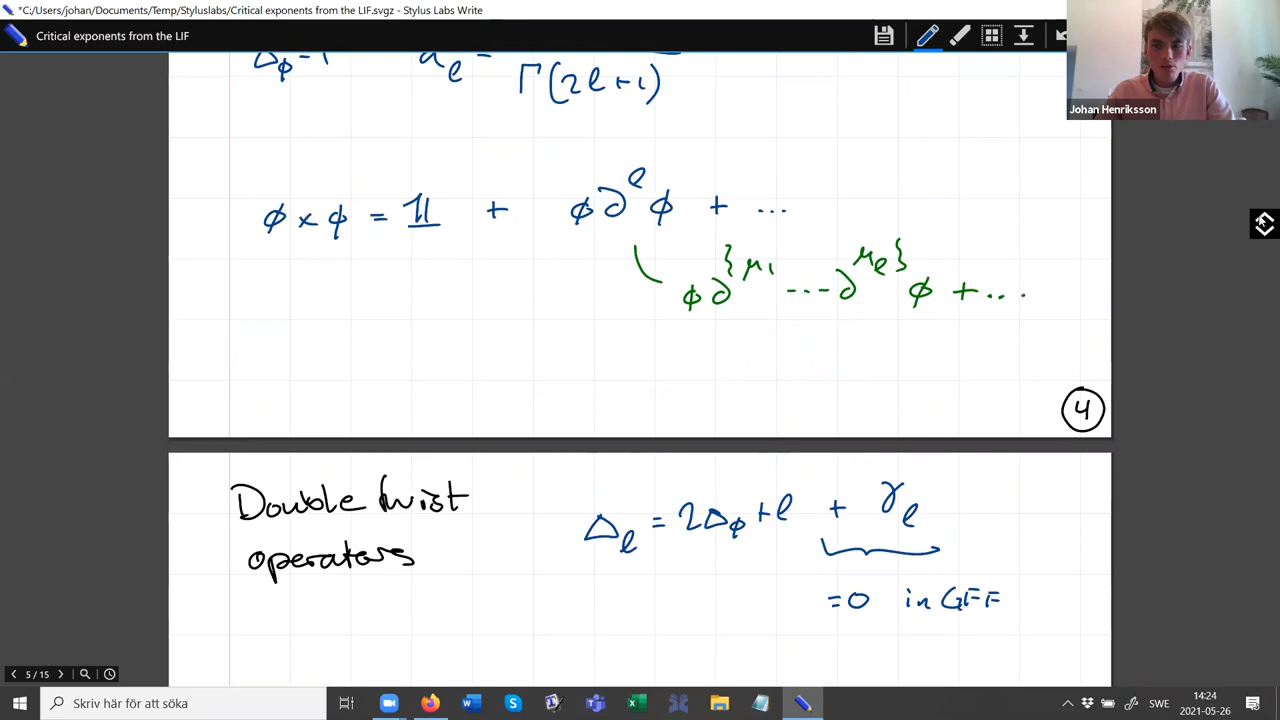 *C:/Users/johan/Documents/Temp/Styluslabs/Critical exponents from the LIF.svgz - Stylus Labs Write
Critical exponents from the LIF
Johan Henriksson
Γ(2ℓ+1)
ϕ × ϕ = 𝟙 + ϕ∂^ℓ ϕ + ...
ϕ∂^{μ₁ ... ∂^μ_ℓ} ϕ + ...
4
Double twist
operators
Δ_ℓ = 2Δ_ϕ + ℓ + γ_ℓ
= 0 in GFF
5 / 15
Skriv här för att söka
SWE
14:24
2021-05-26